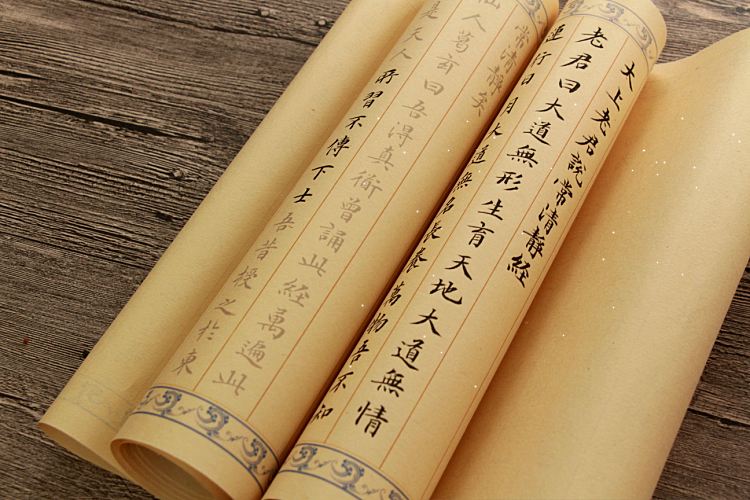 太上老君說常清靜經
老君曰大道無形生育天地大道無情
運行日月大道無名長養萬物吾不知
常清靜矣
仙人葛玄曰吾得真衜曾誦此經萬遍此
是天人所習不傳下士吾昔授之於東